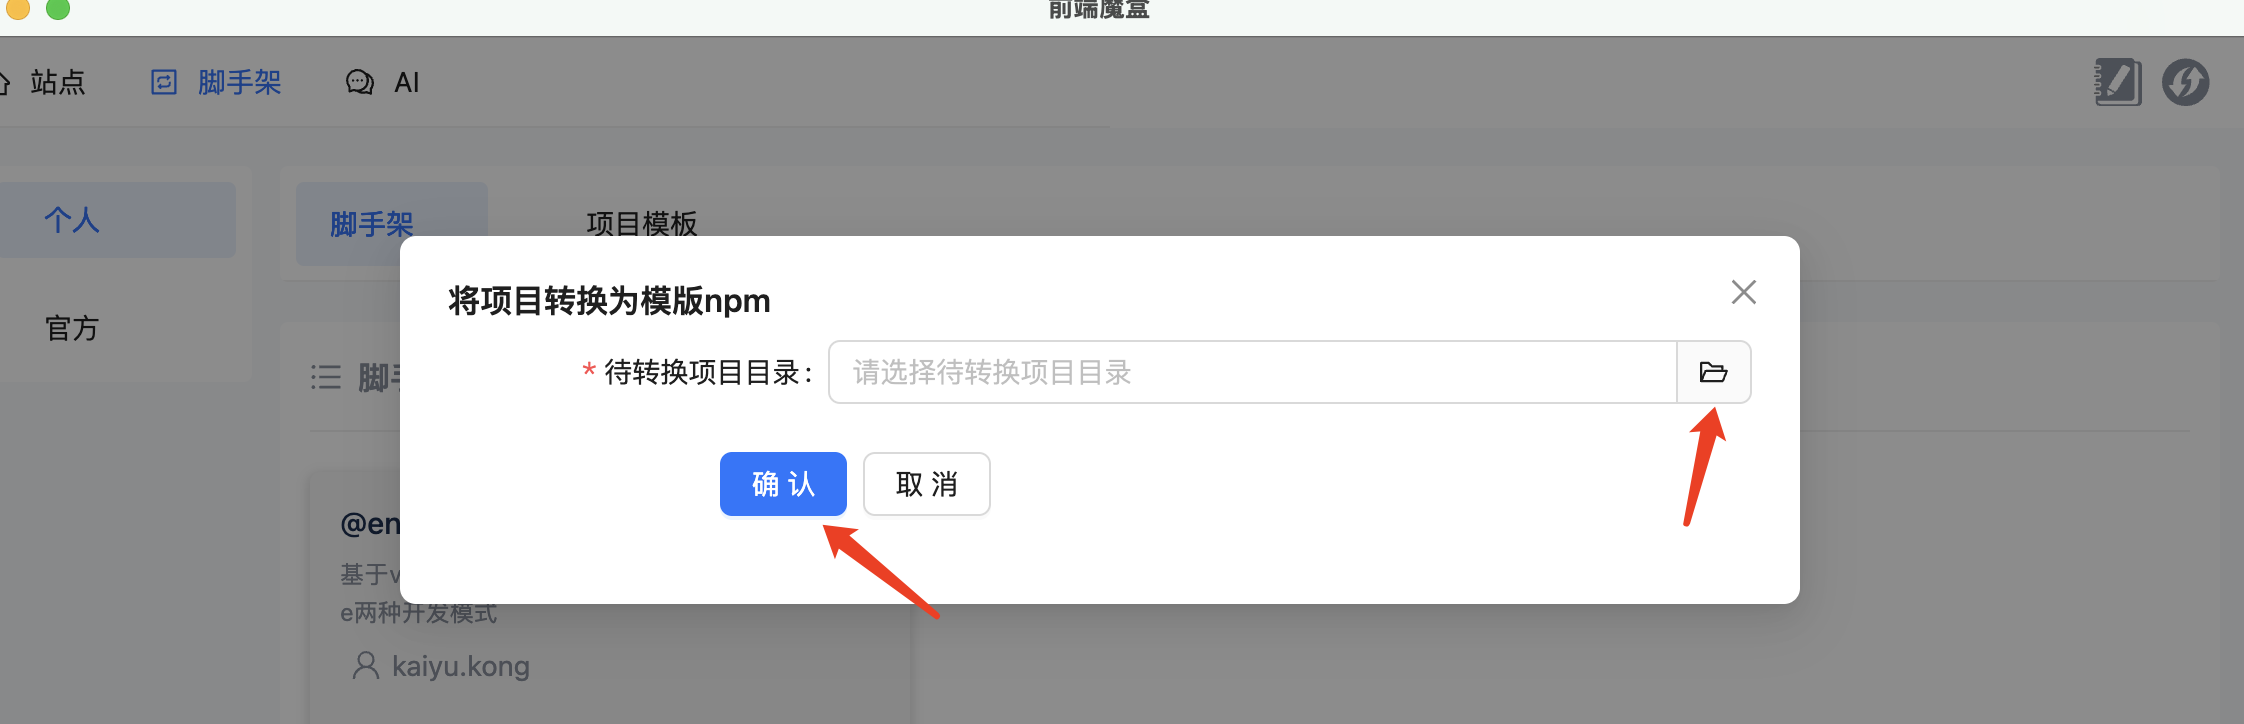 前端魔盒
站点
脚手架
AI
个人
官方
脚手架
项目模板
将项目转换为模版npm
* 待转换项目目录:
请选择待转换项目目录
确 认
取 消
脚
@en
基于v
e两种开发模式
kaiyu.kong